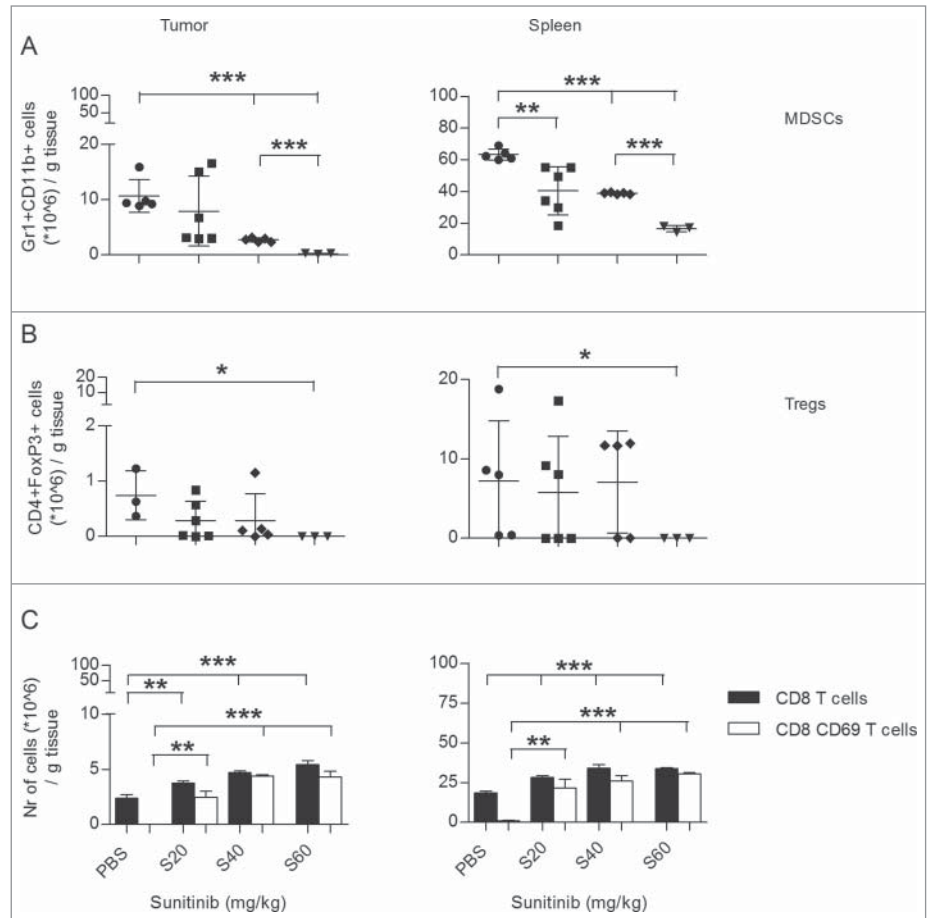 Tumor
Spleen
A
Gr1+CD11b+ cells
(*10^6) / g tissue
100
50
20
10
0
***
***
100
80
60
40
20
0
***
**
***
MDSCs
B
CD4+FoxP3+ cells
(*10^6) / g tissue
20
10
2
1
0
*
20
10
0
*
Tregs
C
Nr of cells (*10^6)
/ g tissue
100
50
10
5
0
***
**
***
**
PBS
S20
S40
S60
Sunitinib (mg/kg)
100
75
50
25
0
***
***
**
PBS
S20
S40
S60
Sunitinib (mg/kg)
CD8 T cells
CD8 CD69 T cells